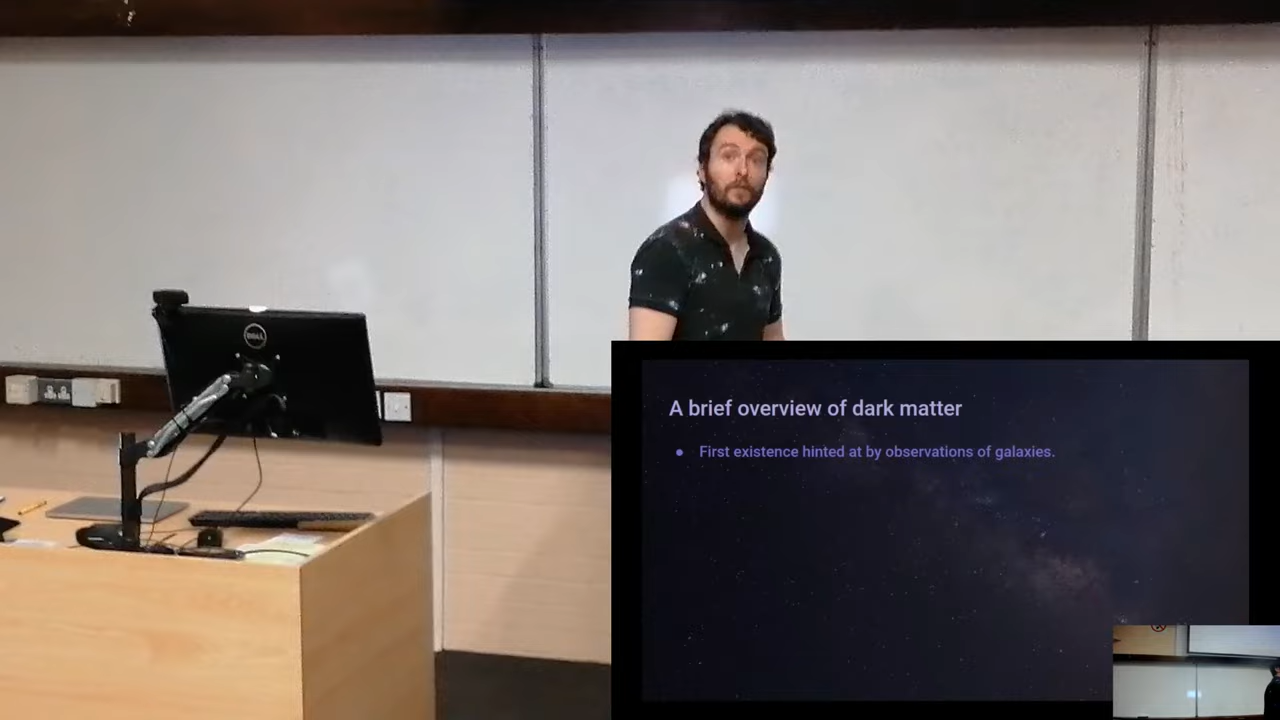 DELL
A brief overview of dark matter
● First existence hinted at by observations of galaxies.